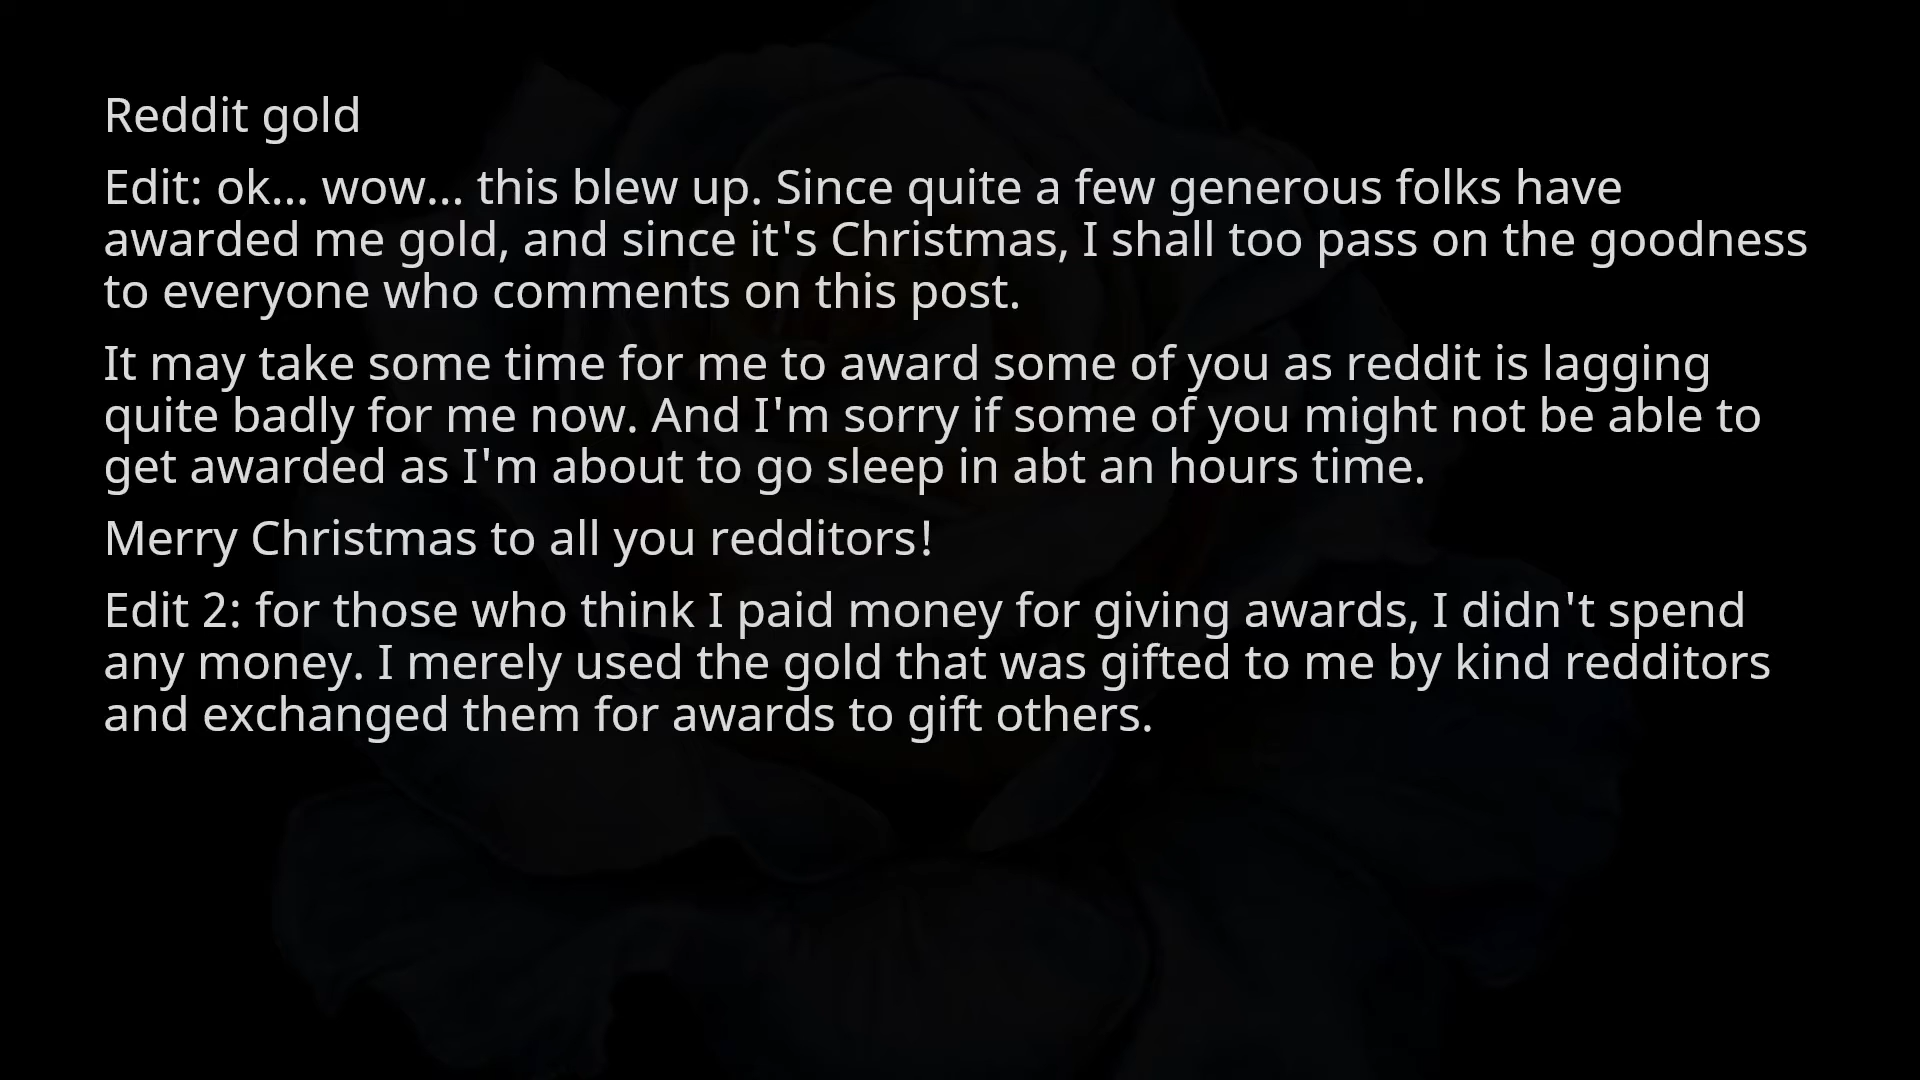 Reddit gold
Edit: ok... wow... this blew up. Since quite a few generous folks have
awarded me gold, and since it's Christmas, I shall too pass on the goodness
to everyone who comments on this post.
It may take some time for me to award some of you as reddit is lagging
quite badly for me now. And I'm sorry if some of you might not be able to
get awarded as I'm about to go sleep in abt an hours time.
Merry Christmas to all you redditors!
Edit 2: for those who think I paid money for giving awards, I didn't spend
any money. I merely used the gold that was gifted to me by kind redditors
and exchanged them for awards to gift others.